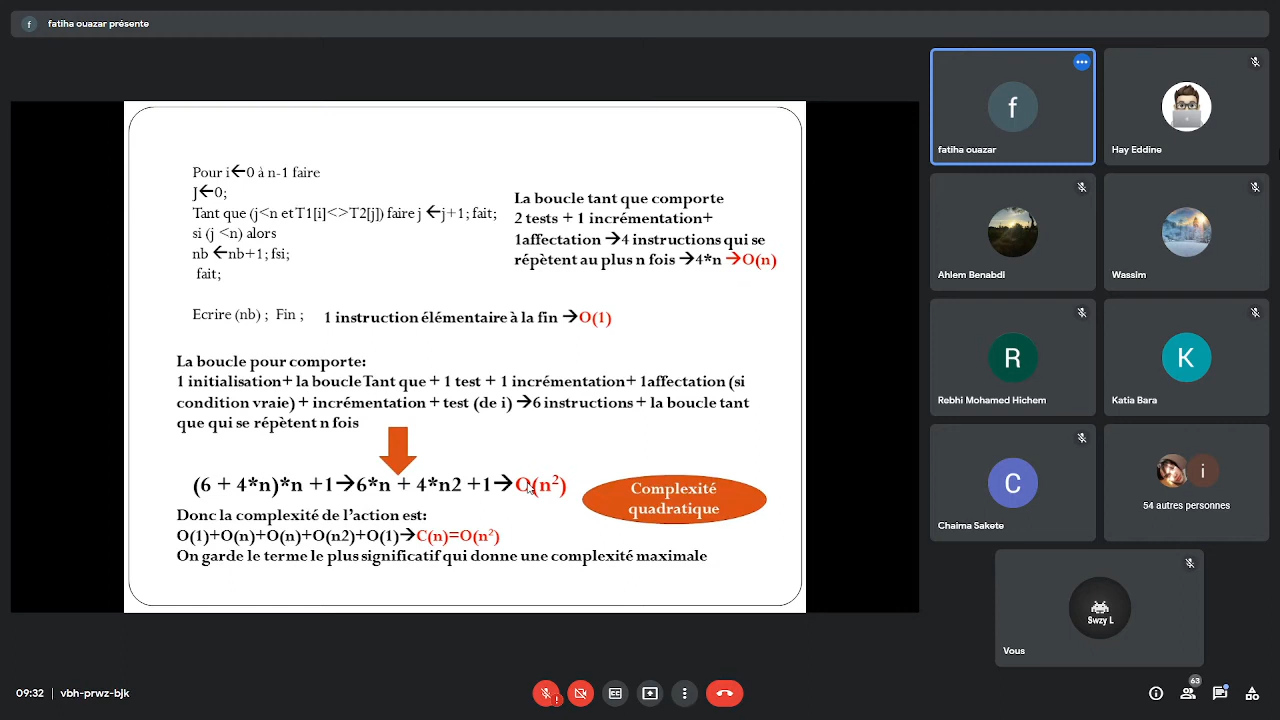 f fatiha ouazar présente
Pour i←0 à n-1 faire
J←0;
Tant que (j<n et T1[i]<>T2[j]) faire j ←j+1; fait;
si (j <n) alors
nb ←nb+1; fsi;
fait;
Ecrire (nb) ; Fin ;
La boucle tant que comporte
2 tests + 1 incrémentation+
1affectation →4 instructions qui se
répètent au plus n fois →4*n →O(n)
1 instruction élémentaire à la fin →O(1)
La boucle pour comporte:
1 initialisation+ la boucle Tant que + 1 test + 1 incrémentation+ 1affectation (si
condition vraie) + incrémentation + test (de i) →6 instructions + la boucle tant
que qui se répètent n fois
(6 + 4*n)*n +1→6*n + 4*n2 +1→O(n²)
Complexité
quadratique
Donc la complexité de l'action est:
O(1)+O(n)+O(n)+O(n2)+O(1)→C(n)=O(n²)
On garde le terme le plus significatif qui donne une complexité maximale
f
fatiha ouazar
Hay Eddine
Ahlem Benabdi
Wassim
R
Rebhi Mohamed Hichem
K
Katia Bara
C
Chaima Sakete
i
54 autres personnes
Swzy L
Vous
09:32 | vbh-prwz-bjk
63